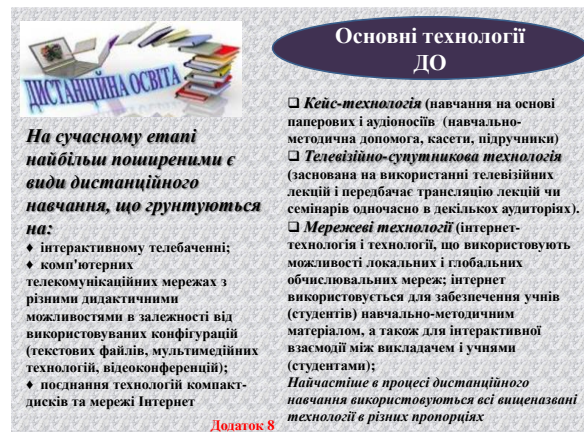 ДИСТАНЦІЙНА ОСВІТА
На сучасному етапі
найбільш поширеними є
види дистанційного
навчання, що грунтуються
на:
♦ інтерактивному телебаченні;
♦ комп'ютерних
телекомунікаційних мережах з
різними дидактичними
можливостями в залежності від
використовуваних конфігурацій
(текстових файлів, мультимедійних
технологій, відеоконференцій);
♦ поєднання технологій компакт-
дисків та мережі Інтернет
Основні технології
ДО
❑ Кейс-технологія (навчання на основі
паперових і аудіоносіїв (навчально-
методична допомога, касети, підручники)
❑ Телевізійно-супутникова технологія
(заснована на використанні телевізійних
лекцій і передбачає трансляцію лекцій чи
семінарів одночасно в декількох аудиторіях).
❑ Мережеві технології (інтернет-
технологія і технології, що використовують
можливості локальних і глобальних
обчислювальних мереж; інтернет
використовується для забезпечення учнів
(студентів) навчально-методичним
матеріалом, а також для інтерактивної
взаємодії між викладачем і учнями
(студентами);
Найчастіше в процесі дистанційного
навчання використовуються всі вищеназвані
технології в різних пропорціях
Додаток 8